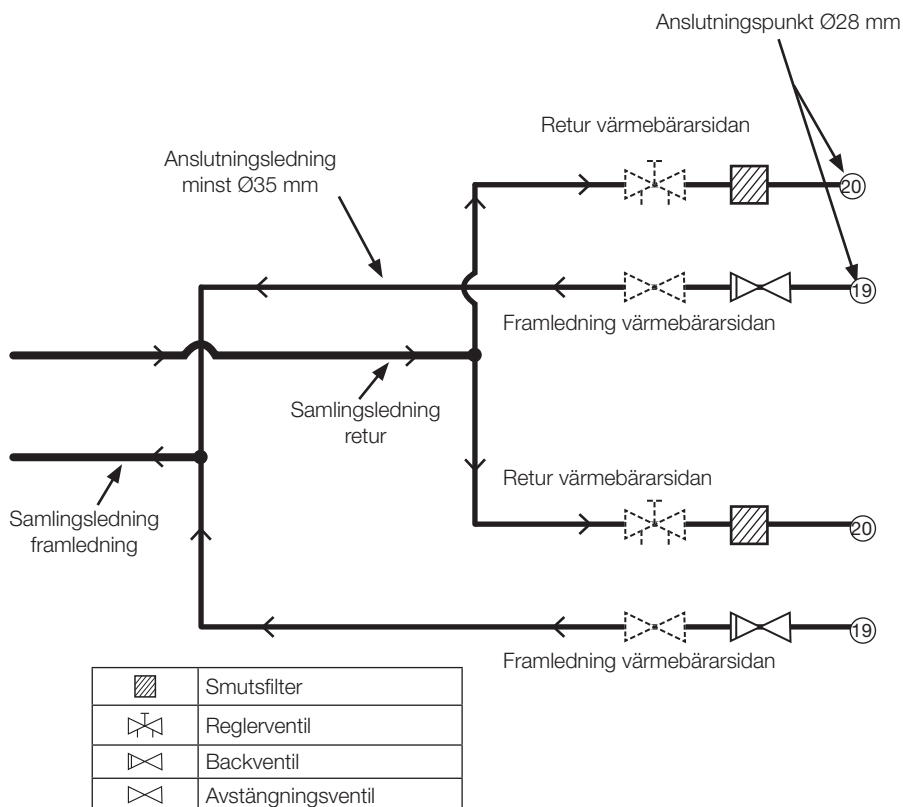 Anslutningspunkt Ø28 mm
Retur värmebärarsidan
Anslutningsledning
minst Ø35 mm
20
19
Framledning värmebärarsidan
Samlingsledning
retur
Retur värmebärarsidan
Samlingsledning
framledning
20
19
Framledning värmebärarsidan
Smutsfilter
Reglerventil
Backventil
Avstängningsventil